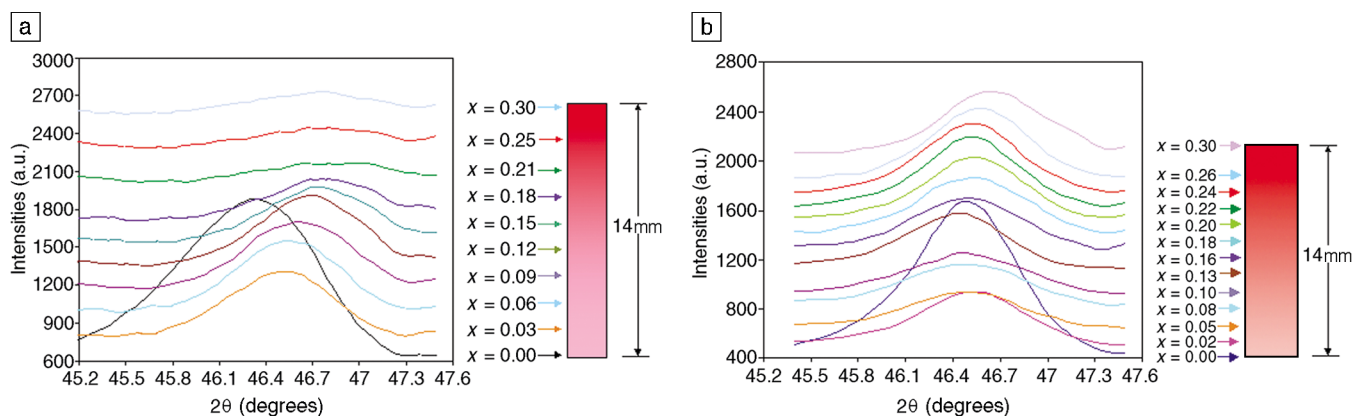 a
Intensities (a.u.)
3000
2700
2400
2100
1800
1500
1200
900
600
45.2 45.5 45.8 46.1 46.4 46.7 47 47.3 47.6
2θ (degrees)
x = 0.30
x = 0.25
x = 0.21
x = 0.18
x = 0.15
x = 0.12
x = 0.09
x = 0.06
x = 0.03
x = 0.00
14mm
b
Intensities (a.u.)
2800
2400
2000
1600
1200
800
400
45.2 45.5 45.8 46.1 46.4 46.7 47 47.3 47.6
2θ (degrees)
x = 0.30
x = 0.26
x = 0.24
x = 0.22
x = 0.20
x = 0.18
x = 0.16
x = 0.13
x = 0.10
x = 0.08
x = 0.05
x = 0.02
x = 0.00
14mm